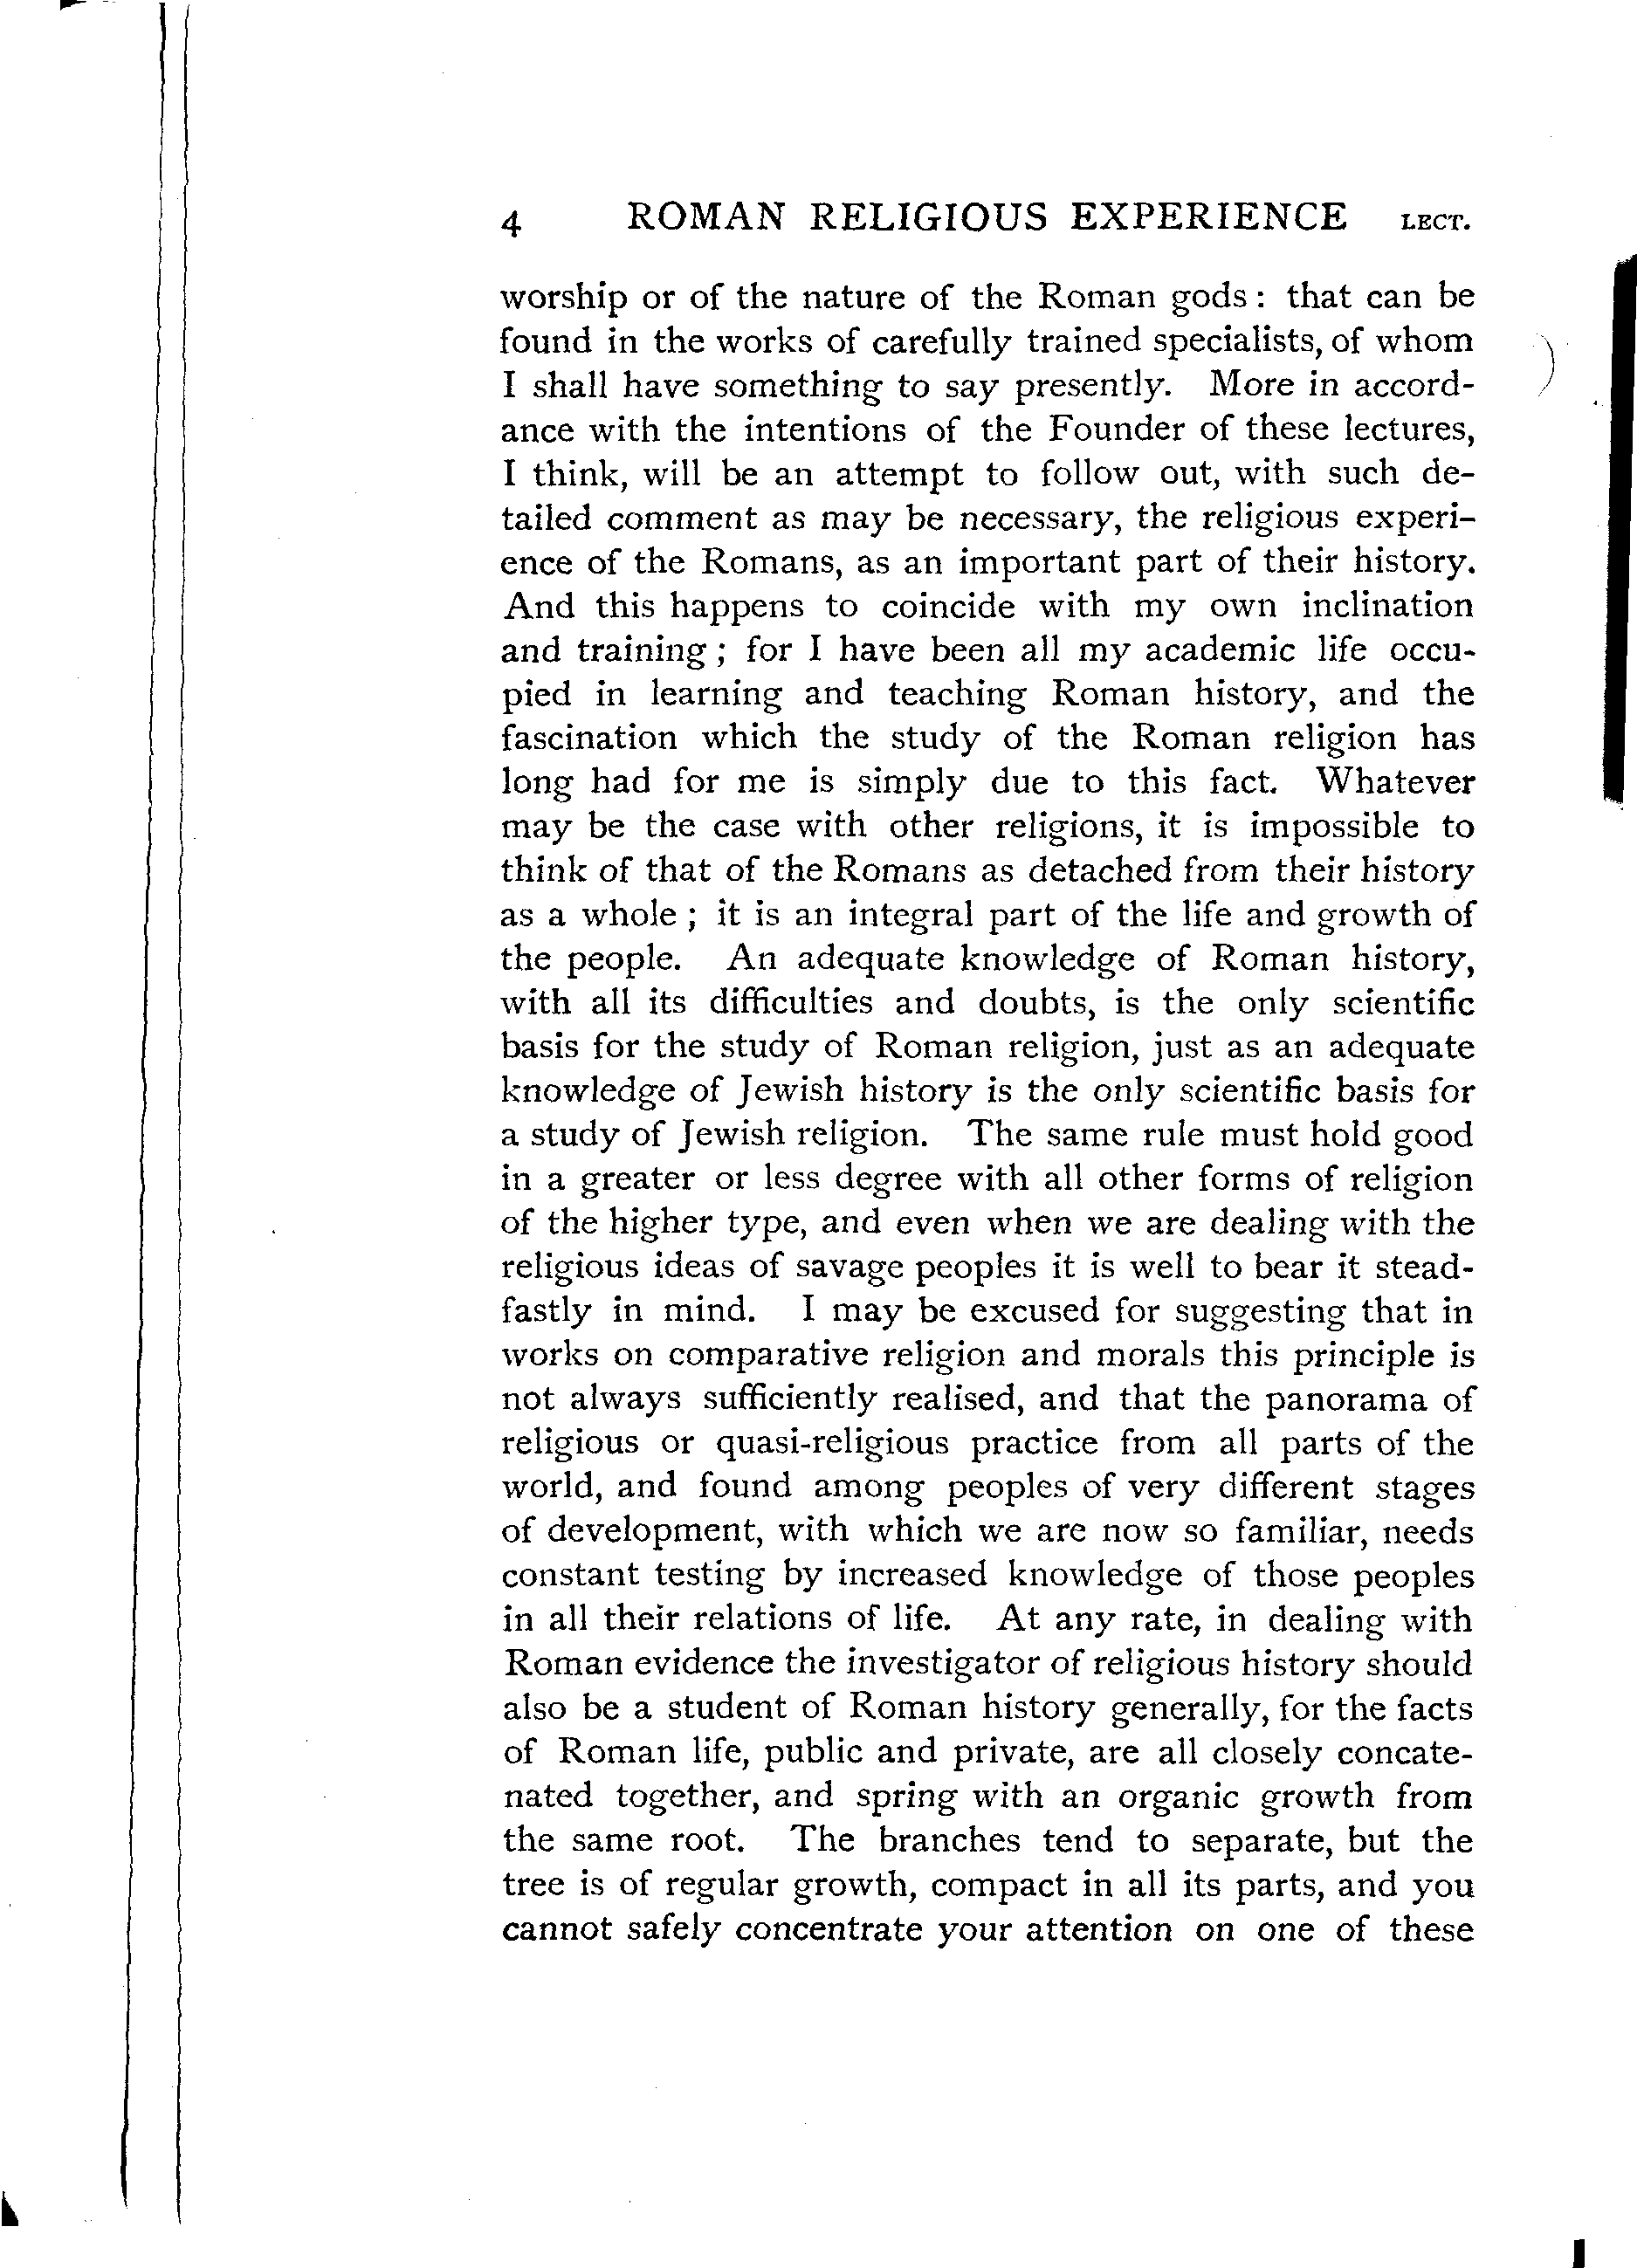 4 ROMAN RELIGIOUS EXPERIENCE LECT.
worship or of the nature of the Roman gods : that can be
found in the works of carefully trained specialists, of whom
I shall have something to say presently. More in accord-
ance with the intentions of the Founder of these lectures,
I think, will be an attempt to follow out, with such de-
tailed comment as may be necessary, the religious experi-
ence of the Romans, as an important part of their history.
And this happens to coincide with my own inclination
and training ; for I have been all my academic life occu-
pied in learning and teaching Roman history, and the
fascination which the study of the Roman religion has
long had for me is simply due to this fact. Whatever
may be the case with other religions, it is impossible to
think of that of the Romans as detached from their history
as a whole ; it is an integral part of the life and growth of
the people. An adequate knowledge of Roman history,
with all its difficulties and doubts, is the only scientific
basis for the study of Roman religion, just as an adequate
knowledge of Jewish history is the only scientific basis for
a study of Jewish religion. The same rule must hold good
in a greater or less degree with all other forms of religion
of the higher type, and even when we are dealing with the
religious ideas of savage peoples it is well to bear it stead-
fastly in mind. I may be excused for suggesting that in
works on comparative religion and morals this principle is
not always sufficiently realised, and that the panorama of
religious or quasi-religious practice from all parts of the
world, and found among peoples of very different stages
of development, with which we are now so familiar, needs
constant testing by increased knowledge of those peoples
in all their relations of life. At any rate, in dealing with
Roman evidence the investigator of religious history should
also be a student of Roman history generally, for the facts
of Roman life, public and private, are all closely concate-
nated together, and spring with an organic growth from
the same root. The branches tend to separate, but the
tree is of regular growth, compact in all its parts, and you
cannot safely concentrate your attention on one of these